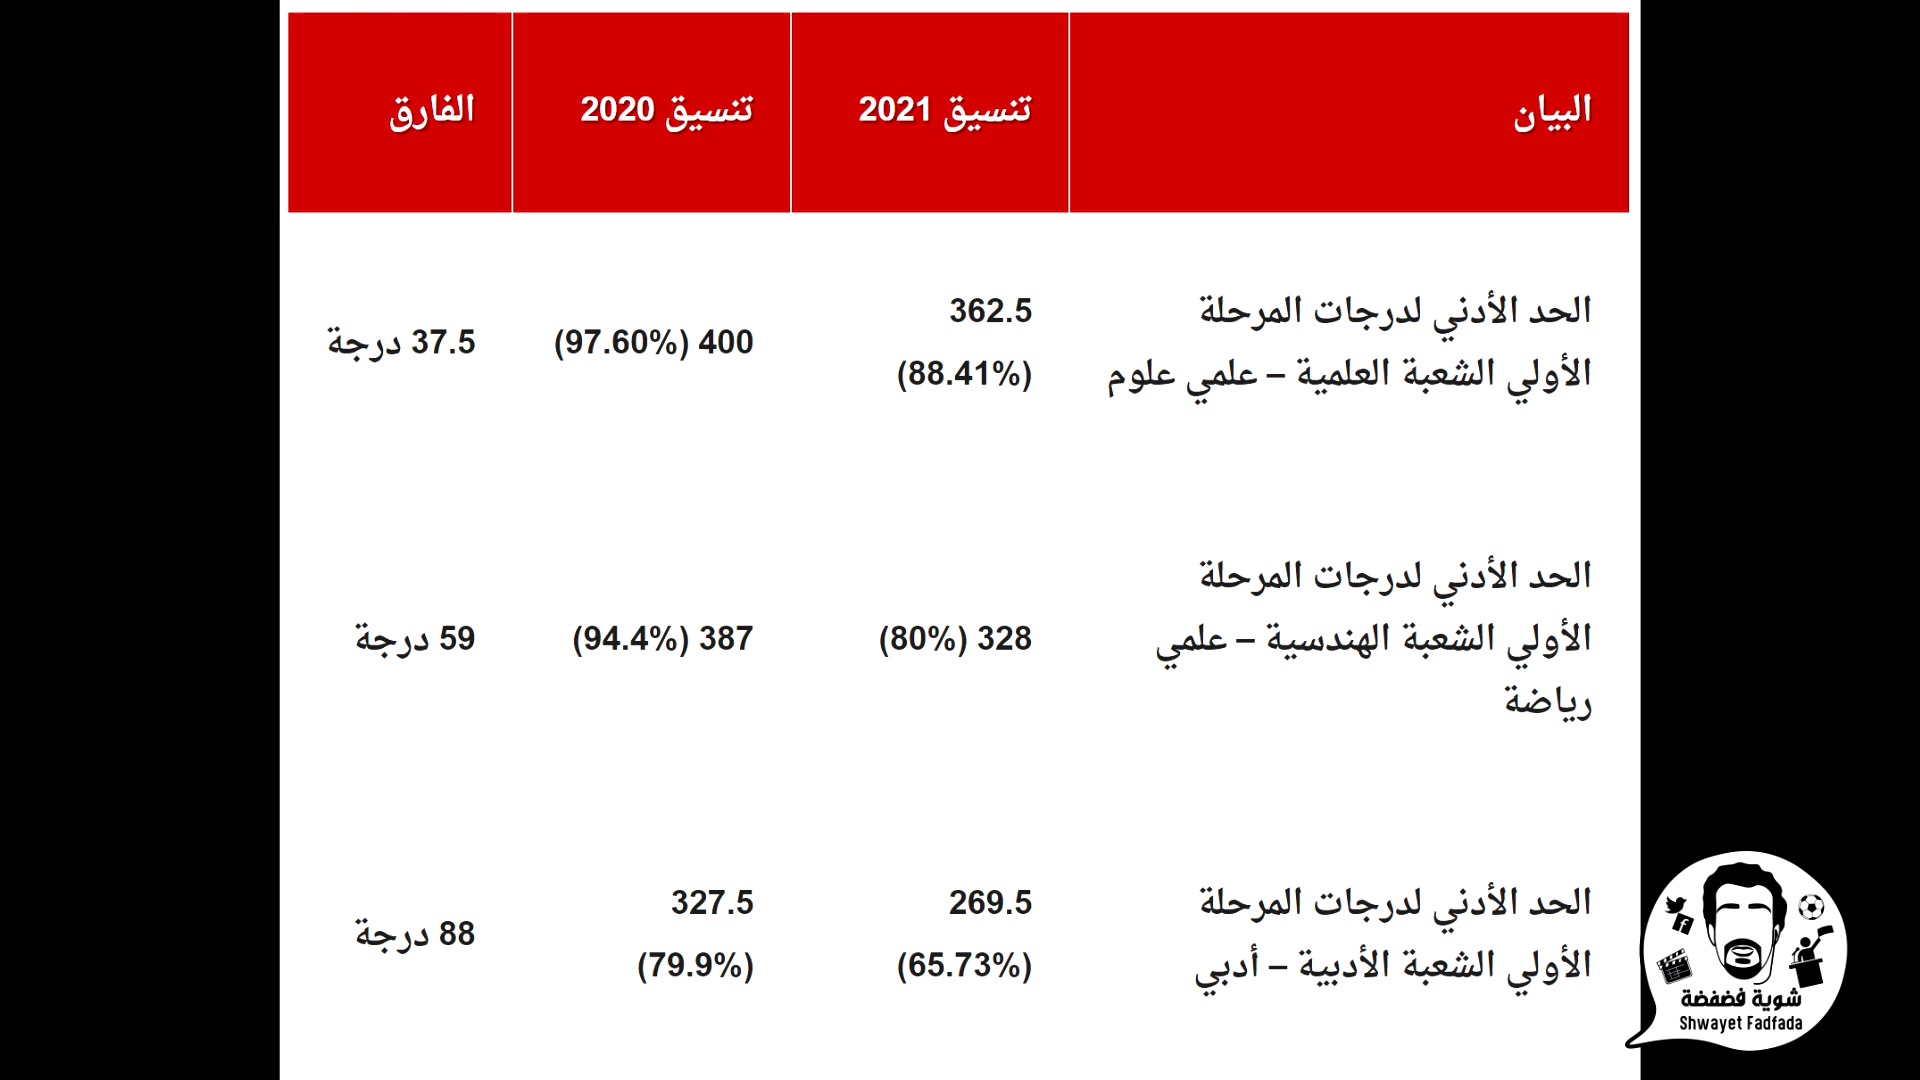 البيان
تنسيق 2021
تنسيق 2020
الفارق
الحد الأدني لدرجات المرحلة
الأولي الشعبة العلمية – علمي علوم
362.5
(88.41%)
400 (97.60%)
37.5 درجة
الحد الأدني لدرجات المرحلة
الأولي الشعبة الهندسية – علمي
رياضة
328 (80%)
387 (94.4%)
59 درجة
الحد الأدني لدرجات المرحلة
الأولي الشعبة الأدبية – أدبي
269.5
(65.73%)
327.5
(79.9%)
88 درجة
شوية فضفضة
Shwayet Fadfada